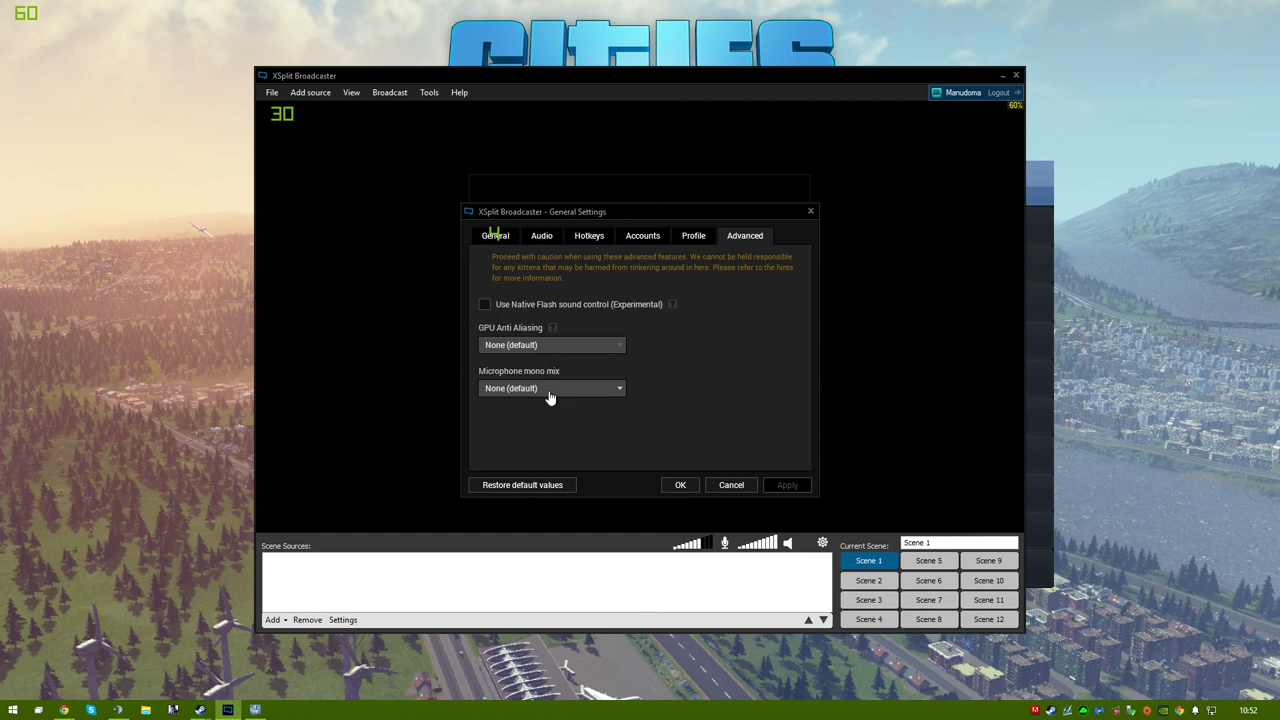 60
CITIES
XSplit Broadcaster
File Add source View Broadcast Tools Help
Manudoma Logout
60%
30
XSplit Broadcaster - General Settings
General Audio Hotkeys Accounts Profile Advanced
Proceed with caution when using these advanced features. We cannot be held responsible
for any kittens that may be harmed from tinkering around in here. Please refer to the hints
for more information.
Use Native Flash sound control (Experimental) ?
GPU Anti Aliasing ?
None (default)
Microphone mono mix
None (default)
Restore default values OK Cancel Apply
Scene Sources:
Current Scene: Scene 1
Scene 1 Scene 5 Scene 9
Scene 2 Scene 6 Scene 10
Scene 3 Scene 7 Scene 11
Scene 4 Scene 8 Scene 12
Add Remove Settings
10:52